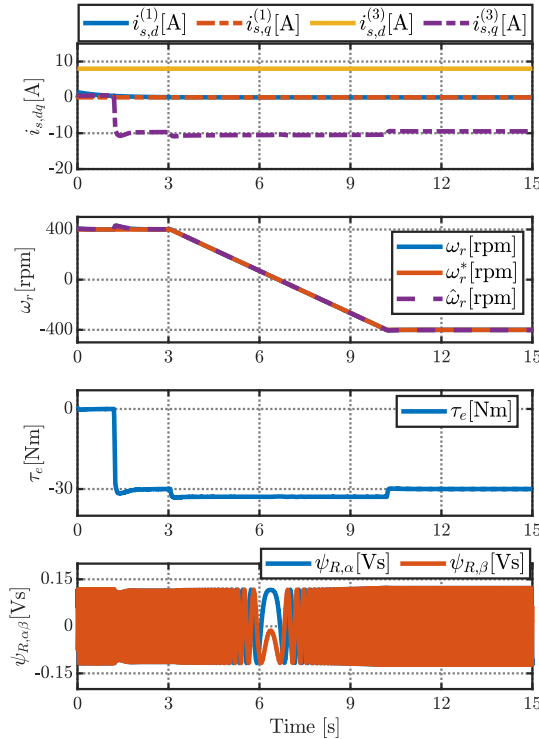 i_{s,d}^{(1)}[A] i_{s,q}^{(1)}[A] i_{s,d}^{(3)}[A] i_{s,q}^{(3)}[A]
10
0
-10
-20
i_{s,dq}[A]
0 3 6 9 12 15
400
0
-400
ω_r[rpm]
ω_r[rpm]
ω_r^*[rpm]
ω̂_r[rpm]
0 3 6 9 12 15
0
-30
τ_e[Nm]
τ_e[Nm]
0 3 6 9 12 15
ψ_{R,α}[Vs] ψ_{R,β}[Vs]
0.15
0
-0.15
ψ_{R,αβ}[Vs]
0 3 6 9 12 15
Time [s]